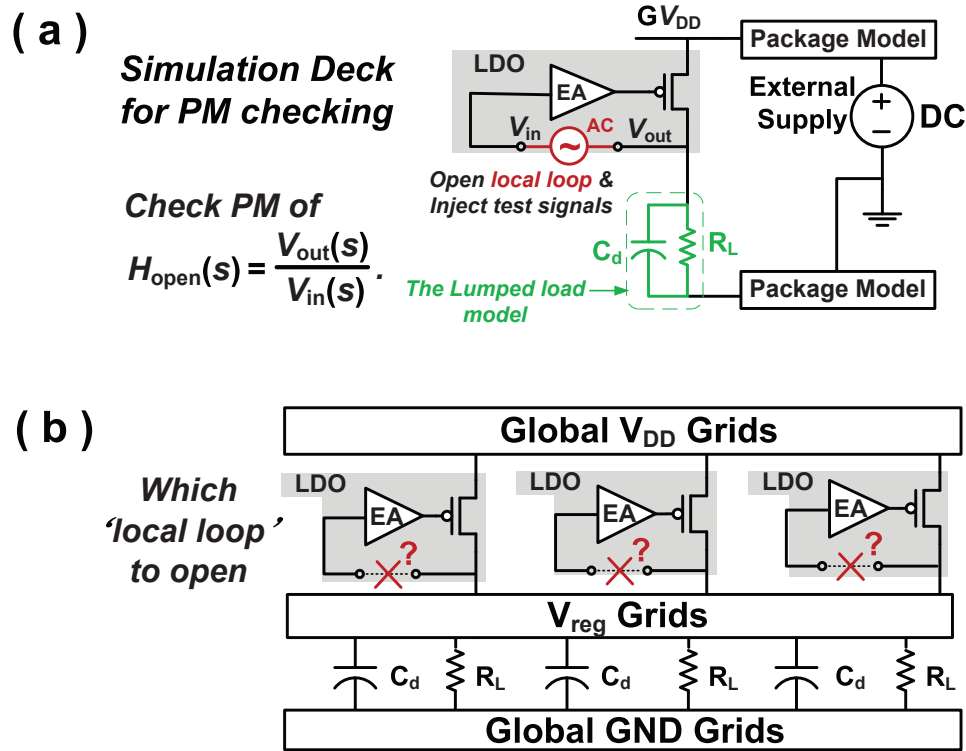 ( a )
Simulation Deck
for PM checking
Check PM of
Hopen(s) = Vout(s) / Vin(s) .
GVDD
Package Model
LDO
EA
Vin
AC
~
Vout
Open local loop &
Inject test signals
External
Supply
+
−
DC
Cd
RL
The Lumped load
model
Package Model
( b )
Which
‘local loop’
to open
Global VDD Grids
LDO
EA
?
LDO
EA
?
LDO
EA
?
Vreg Grids
Cd
RL
Cd
RL
Cd
RL
Global GND Grids